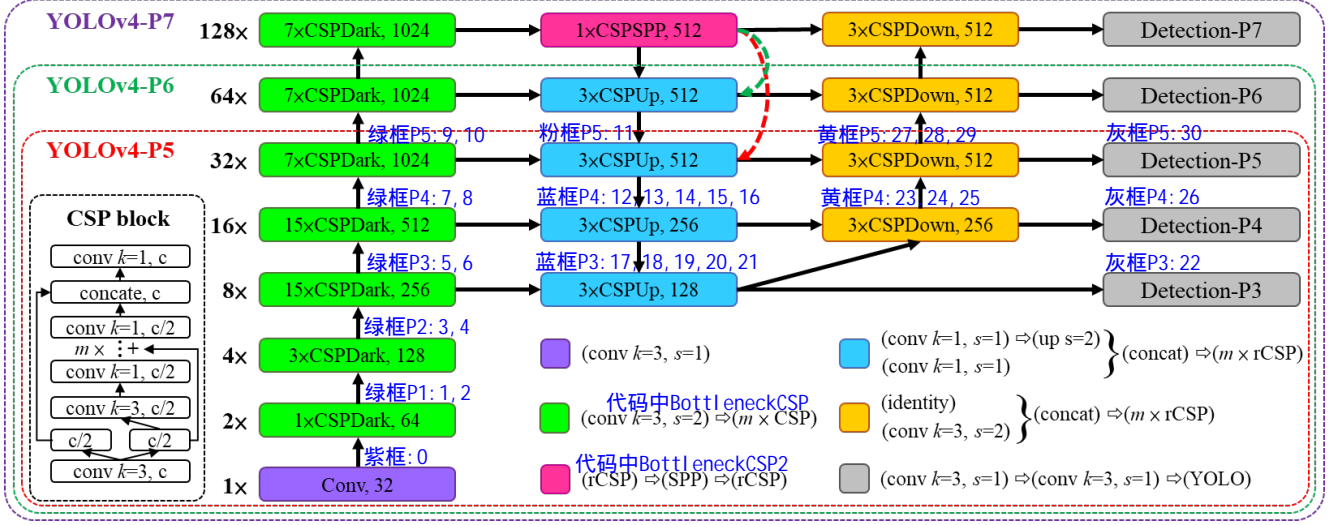 YOLOv4-P7
128x
7×CSPDark, 1024
1×CSPSPP, 512
3×CSPDown, 512
Detection-P7
YOLOv4-P6
64x
7×CSPDark, 1024
3×CSPUp, 512
3×CSPDown, 512
Detection-P6
绿框P5: 9, 10
粉框P5: 11
黄框P5: 27, 28, 29
灰框P5: 30
YOLOv4-P5
32x
7×CSPDark, 1024
3×CSPUp, 512
3×CSPDown, 512
Detection-P5
绿框P4: 7, 8
蓝框P4: 12, 13, 14, 15, 16
黄框P4: 23, 24, 25
灰框P4: 26
16x
15×CSPDark, 512
3×CSPUp, 256
3×CSPDown, 256
Detection-P4
绿框P3: 5, 6
蓝框P3: 17, 18, 19, 20, 21
灰框P3: 22
8x
15×CSPDark, 256
3×CSPUp, 128
Detection-P3
绿框P2: 3, 4
4x
3×CSPDark, 128
绿框P1: 1, 2
2x
1×CSPDark, 64
紫框: 0
1x
Conv, 32
CSP block
conv k=1, c
concate, c
conv k=1, c/2
m × ⋮ +
conv k=1, c/2
conv k=3, c/2
c/2
c/2
conv k=3, c
(conv k=3, s=1)
代码中BottleneckCSP
(conv k=3, s=2) ⇨(m × CSP)
代码中BottleneckCSP2
(rCSP) ⇨(SPP) ⇨(rCSP)
(conv k=1, s=1) ⇨(up s=2)
(conv k=1, s=1)
}(concat) ⇨(m × rCSP)
(identity)
(conv k=3, s=2)
}(concat) ⇨(m × rCSP)
(conv k=3, s=1) ⇨(conv k=3, s=1) ⇨(YOLO)